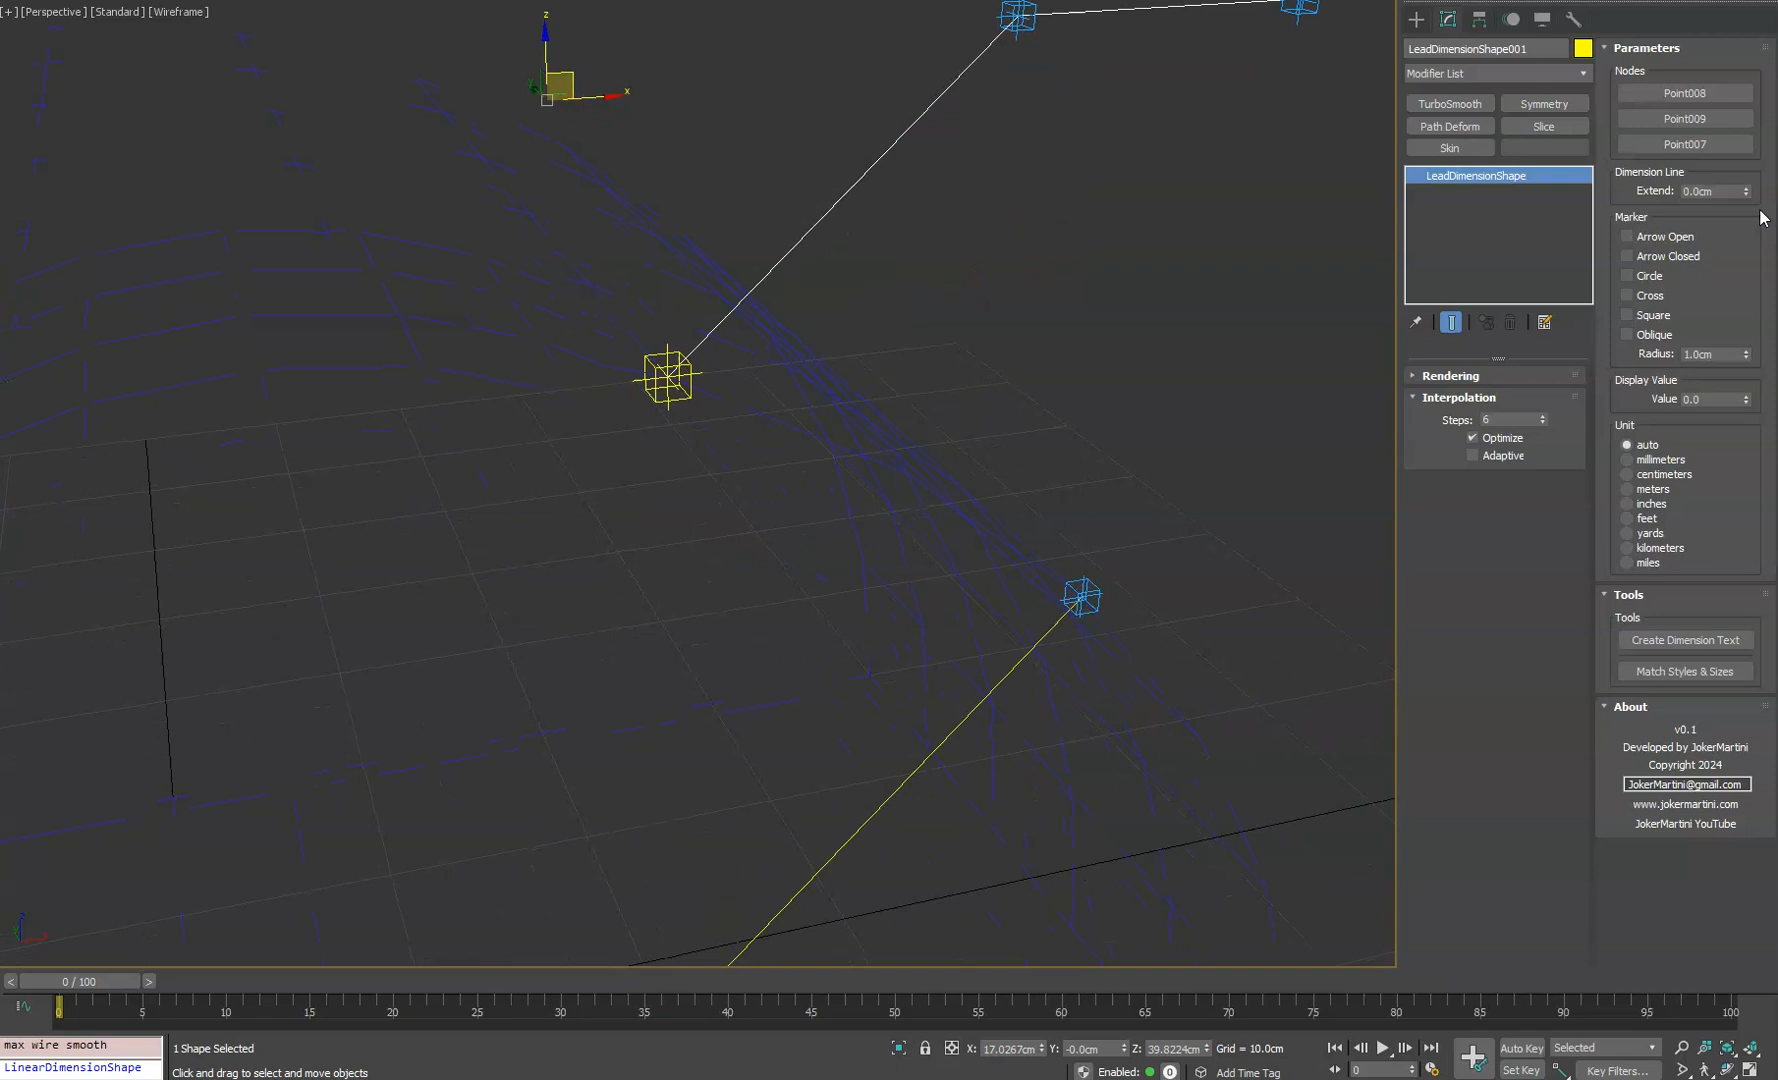 [+] [Perspective] [Standard] [Wireframe]
z
x
y
LeadDimensionShape001
Modifier List
TurboSmooth
Symmetry
Path Deform
Slice
Skin
LeadDimensionShape
Rendering
Interpolation
Steps: 6
Optimize
Adaptive
Parameters
Nodes
Point008
Point009
Point007
Dimension Line
Extend: 0.0cm
Marker
Arrow Open
Arrow Closed
Circle
Cross
Square
Oblique
Radius: 1.0cm
Display Value
Value 0.0
Unit
auto
millimeters
centimeters
meters
inches
feet
yards
kilometers
miles
Tools
Tools
Create Dimension Text
Match Styles & Sizes
About
v0.1
Developed by JokerMartini
Copyright 2024
JokerMartini@gmail.com
www.jokermartini.com
JokerMartini YouTube
< 0 / 100 >
0 5 10 15 20 25 30 35 40 45 50 55 60 65 70 75 80 85 90 95 100
max wire smooth
LinearDimensionShape
1 Shape Selected
Click and drag to select and move objects
X: 17.0267cm Y: -0.0cm Z: 39.8224cm Grid = 10.0cm
Enabled: 0 Add Time Tag
0
Auto Key Selected
Set Key Key Filters...